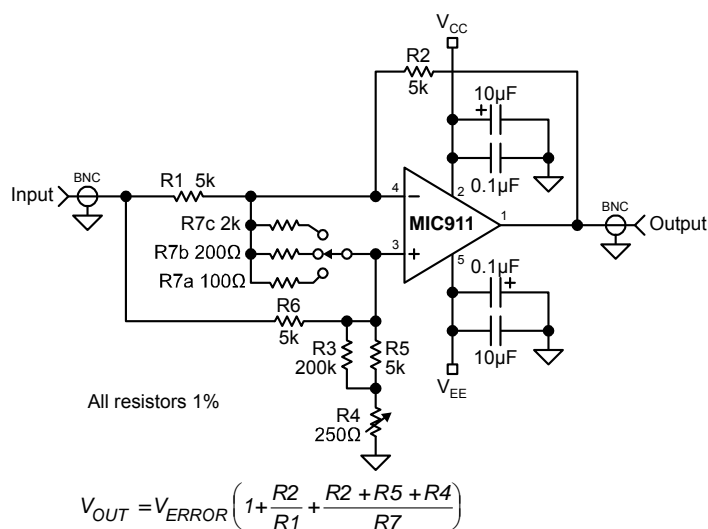 V_CC
R2
5k
10µF
+
0.1µF
BNC
Input
R1 5k
4
−
2
R7c 2k
R7b 200Ω
R7a 100Ω
MIC911
1
BNC
Output
3
+
5
R6
5k
R3
200k
R5
5k
0.1µF
+
10µF
V_EE
All resistors 1%
R4
250Ω
V_OUT = V_ERROR (1 + R2/R1 + (R2 + R5 + R4)/R7)